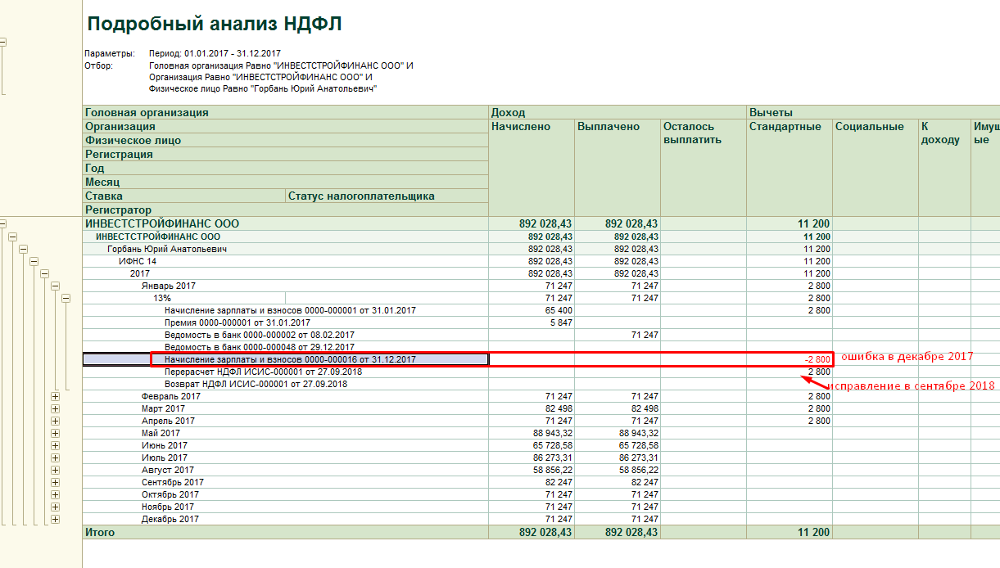 Подробный анализ НДФЛ
Параметры: Период: 01.01.2017 - 31.12.2017
Отбор: Головная организация Равно "ИНВЕСТСТРОЙФИНАНС ООО" И
Организация Равно "ИНВЕСТСТРОЙФИНАНС ООО" И
Физическое лицо Равно "Горбань Юрий Анатольевич"
Головная организация Доход Вычеты
Организация Начислено Выплачено Осталось Стандартные Социальные К Имущ
Физическое лицо выплатить доходу ые
Регистрация
Год
Месяц
Ставка Статус налогоплательщика
Регистратор
ИНВЕСТСТРОЙФИНАНС ООО 892 028,43 892 028,43 11 200
ИНВЕСТСТРОЙФИНАНС ООО 892 028,43 892 028,43 11 200
Горбань Юрий Анатольевич 892 028,43 892 028,43 11 200
ИФНС 14 892 028,43 892 028,43 11 200
2017 892 028,43 892 028,43 11 200
Январь 2017 71 247 71 247 2 800
13% 71 247 71 247 2 800
Начисление зарплаты и взносов 0000-000001 от 31.01.2017 65 400 2 800
Премия 0000-000001 от 31.01.2017 5 847
Ведомость в банк 0000-000002 от 08.02.2017 71 247
Ведомость в банк 0000-000048 от 29.12.2017
Начисление зарплаты и взносов 0000-000016 от 31.12.2017 -2 800 ошибка в декабре 2017
Перерасчет НДФЛ ИСИС-000001 от 27.09.2018 2 800
Возврат НДФЛ ИСИС-000001 от 27.09.2018 исправление в сентябре 2018
Февраль 2017 71 247 71 247 2 800
Март 2017 82 498 82 498 2 800
Апрель 2017 71 247 71 247 2 800
Май 2017 88 943,32 88 943,32
Июнь 2017 65 728,58 65 728,58
Июль 2017 86 273,31 86 273,31
Август 2017 58 856,22 58 856,22
Сентябрь 2017 82 247 82 247
Октябрь 2017 71 247 71 247
Ноябрь 2017 71 247 71 247
Декабрь 2017 71 247 71 247
Итого 892 028,43 892 028,43 11 200